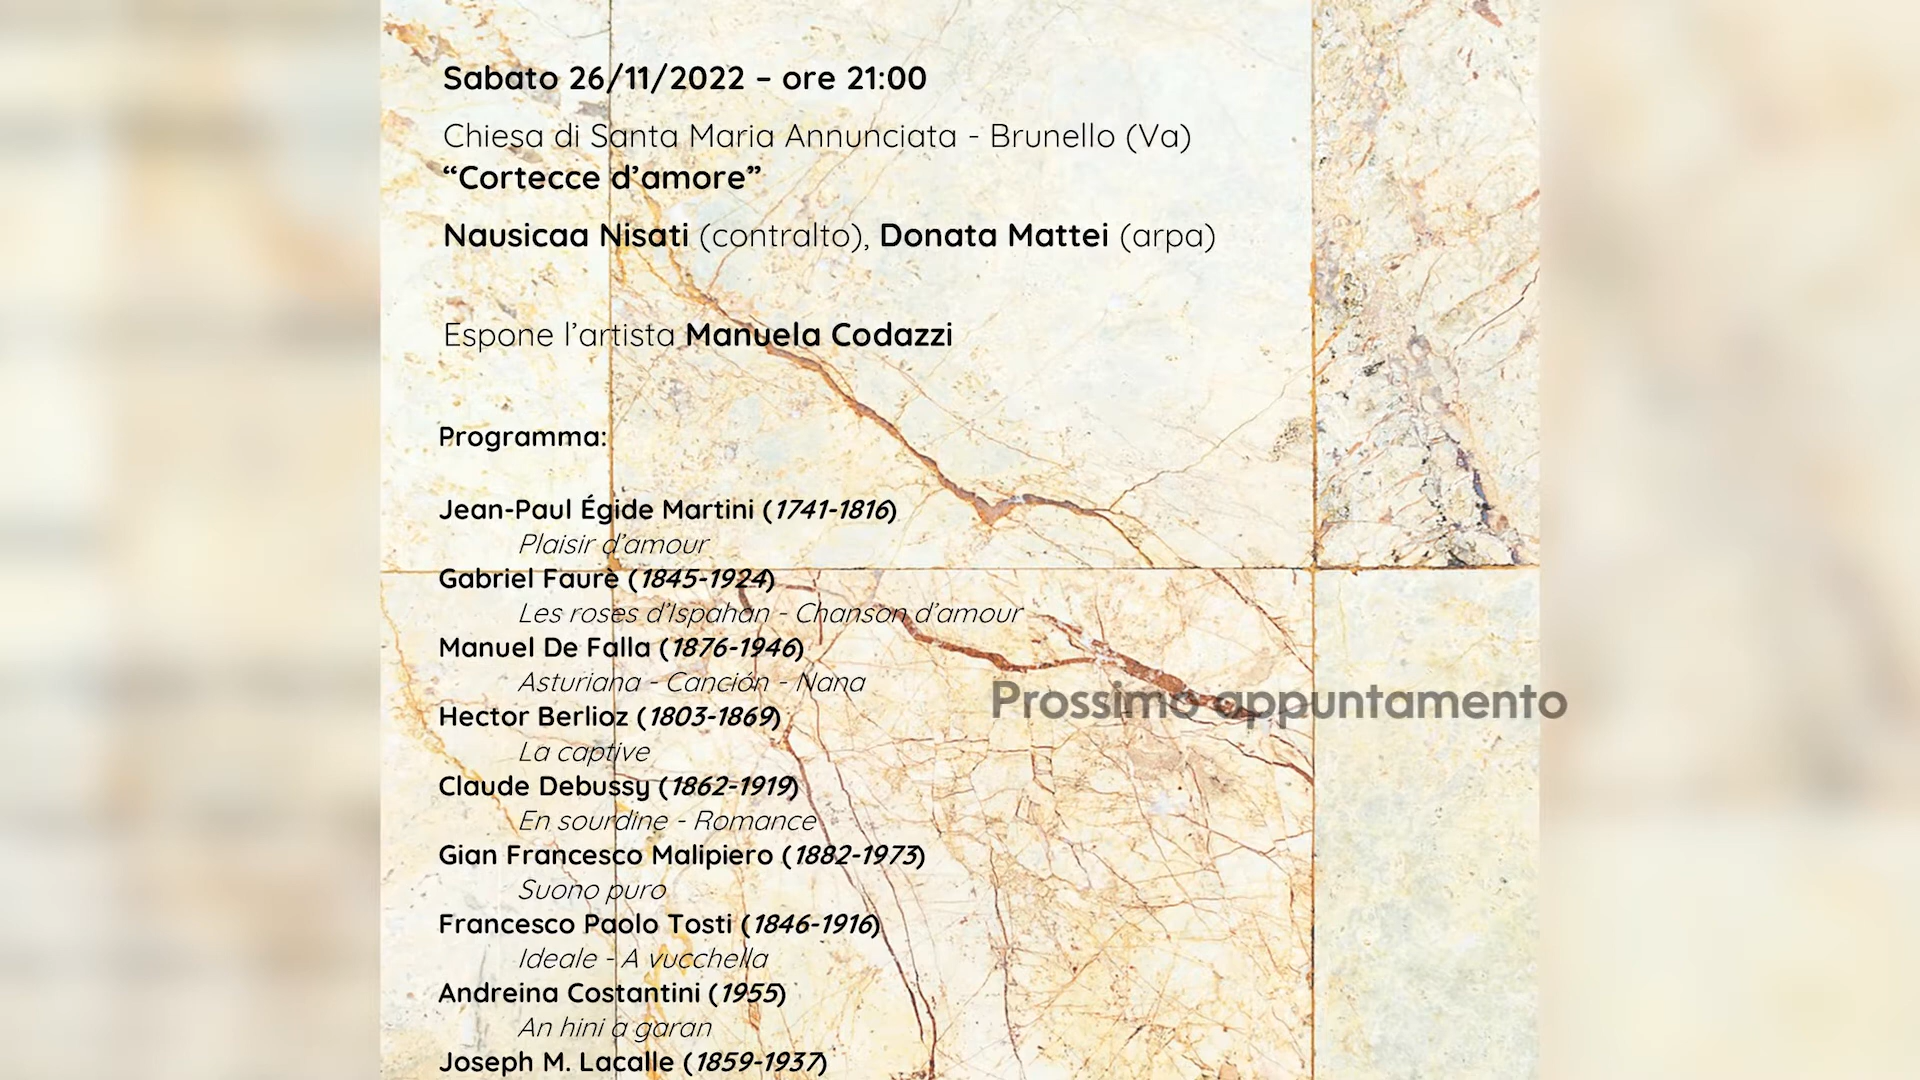 Sabato 26/11/2022 – ore 21:00
Chiesa di Santa Maria Annunciata - Brunello (Va)
“Cortecce d’amore”
Nausicaa Nisati (contralto), Donata Mattei (arpa)
Espone l’artista Manuela Codazzi
Programma:
Jean-Paul Égide Martini (1741-1816)
Plaisir d’amour
Gabriel Faurè (1845-1924)
Les roses d’Ispahan - Chanson d’amour
Manuel De Falla (1876-1946)
Asturiana - Canción - Nana
Prossimo appuntamento
Hector Berlioz (1803-1869)
La captive
Claude Debussy (1862-1919)
En sourdine - Romance
Gian Francesco Malipiero (1882-1973)
Suono puro
Francesco Paolo Tosti (1846-1916)
Ideale - A vucchella
Andreina Costantini (1955)
An hini a garan
Joseph M. Lacalle (1859-1937)